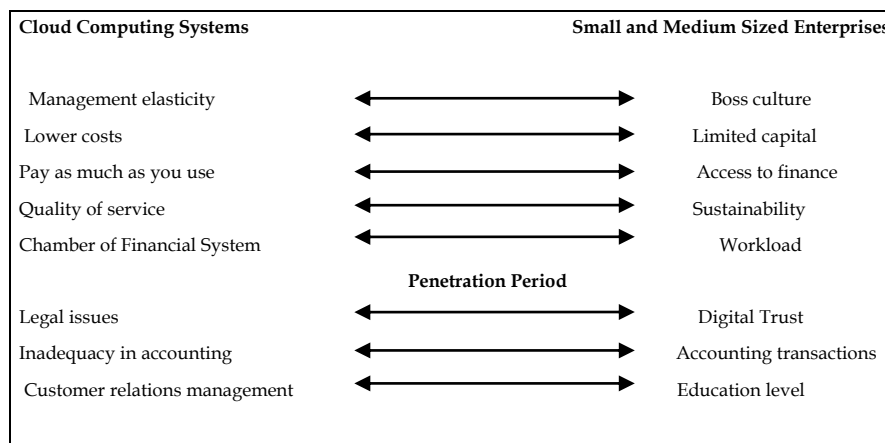 Cloud Computing Systems Small and Medium Sized Enterprises
Management elasticity Boss culture
Lower costs Limited capital
Pay as much as you use Access to finance
Quality of service Sustainability
Chamber of Financial System Workload
Penetration Period
Legal issues Digital Trust
Inadequacy in accounting Accounting transactions
Customer relations management Education level